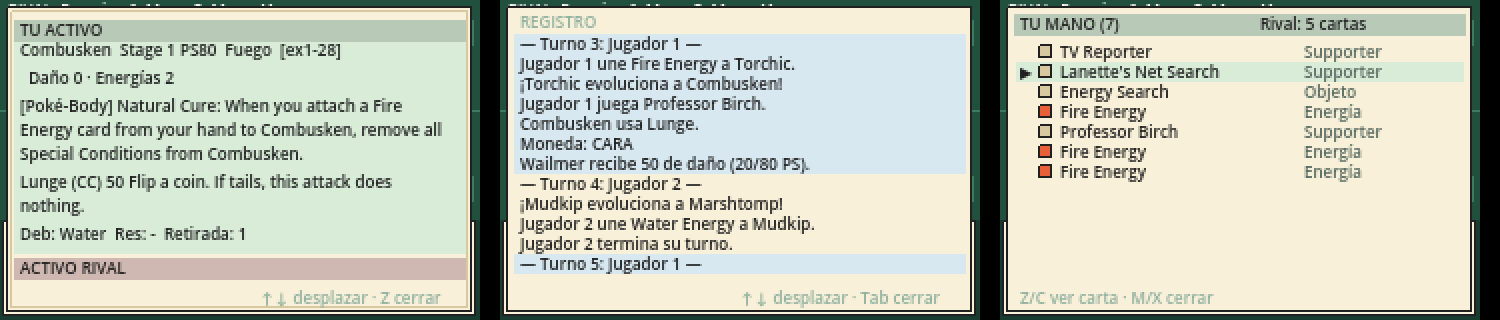 TU ACTIVO
Combusken Stage 1 PS80 Fuego [ex1-28]
Daño 0 · Energías 2
[Poké-Body] Natural Cure: When you attach a Fire
Energy card from your hand to Combusken, remove all
Special Conditions from Combusken.
Lunge (CC) 50 Flip a coin. If tails, this attack does
nothing.
Deb: Water Res: - Retirada: 1
ACTIVO RIVAL
↑↓ desplazar · Z cerrar
REGISTRO
— Turno 3: Jugador 1 —
Jugador 1 une Fire Energy a Torchic.
¡Torchic evoluciona a Combusken!
Jugador 1 juega Professor Birch.
Combusken usa Lunge.
Moneda: CARA
Wailmer recibe 50 de daño (20/80 PS).
— Turno 4: Jugador 2 —
¡Mudkip evoluciona a Marshtomp!
Jugador 2 une Water Energy a Mudkip.
Jugador 2 termina su turno.
— Turno 5: Jugador 1 —
↑↓ desplazar · Tab cerrar
TU MANO (7) Rival: 5 cartas
TV Reporter Supporter
▶ Lanette's Net Search Supporter
Energy Search Objeto
Fire Energy Energía
Professor Birch Supporter
Fire Energy Energía
Fire Energy Energía
Z/C ver carta · M/X cerrar